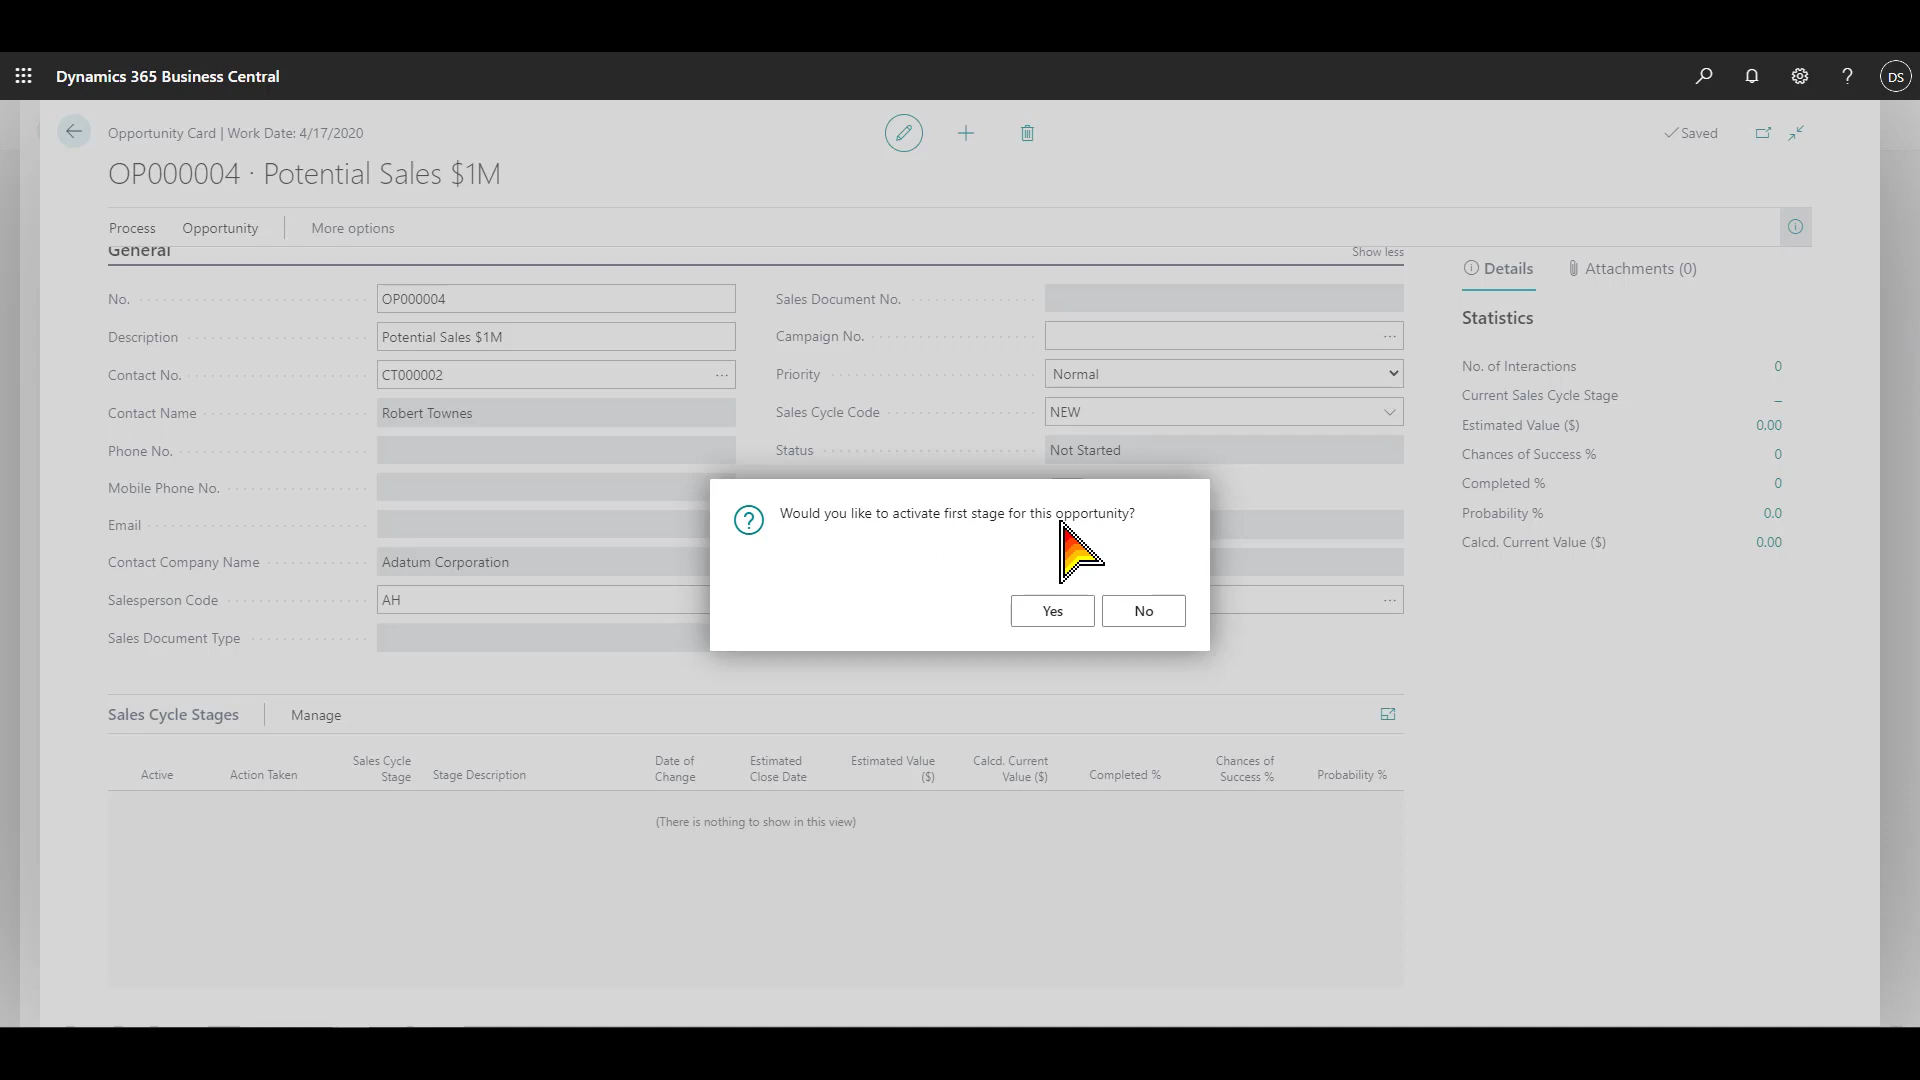 Dynamics 365 Business Central
DS
Opportunity Card | Work Date: 4/17/2020
Saved
OP000004 · Potential Sales $1M
Process Opportunity More options
General
Show less
No. OP000004
Description Potential Sales $1M
Contact No. CT000002
Contact Name Robert Townes
Phone No.
Mobile Phone No.
Email
Contact Company Name Adatum Corporation
Salesperson Code AH
Sales Document Type
Sales Document No.
Campaign No.
Priority Normal
Sales Cycle Code NEW
Status Not Started
Would you like to activate first stage for this opportunity?
Yes No
Details Attachments (0)
Statistics
No. of Interactions 0
Current Sales Cycle Stage _
Estimated Value ($) 0.00
Chances of Success % 0
Completed % 0
Probability % 0.0
Calcd. Current Value ($) 0.00
Sales Cycle Stages Manage
Active
Action Taken
Sales Cycle
Stage
Stage Description
Date of
Change
Estimated
Close Date
Estimated Value
($)
Calcd. Current
Value ($)
Completed %
Chances of
Success %
Probability %
(There is nothing to show in this view)